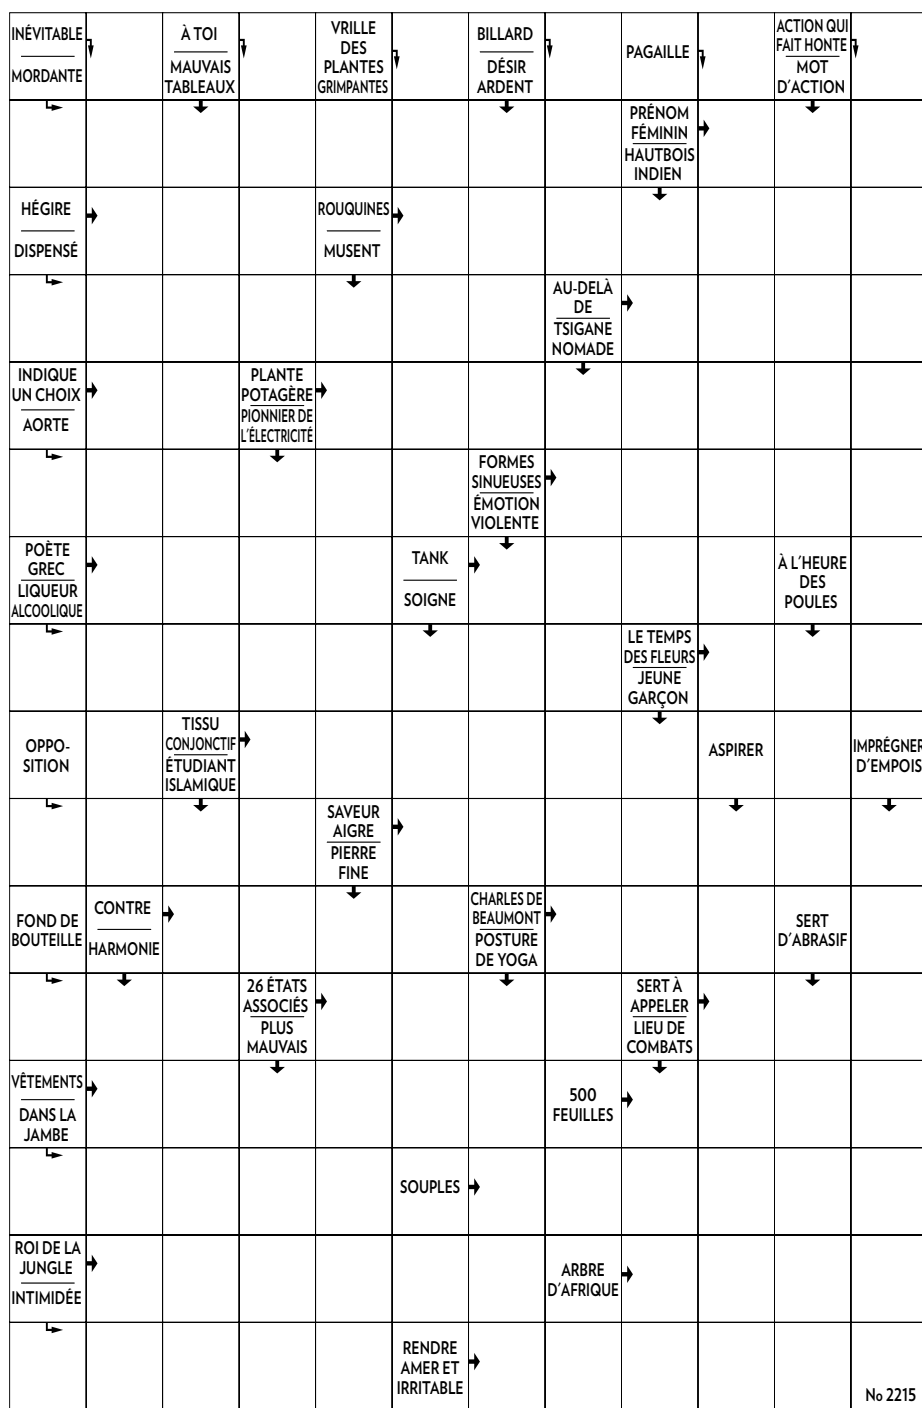 INÉVITABLE
MORDANTE
À TOI
MAUVAIS
TABLEAUX
VRILLE
DES
PLANTES
GRIMPANTES
BILLARD
DÉSIR
ARDENT
PAGAILLE
ACTION QUI
FAIT HONTE
MOT
D'ACTION
PRÉNOM
FÉMININ
HAUTBOIS
INDIEN
HÉGIRE
DISPENSÉ
ROUQUINES
MUSENT
AU-DELÀ
DE
TSIGANE
NOMADE
INDIQUE
UN CHOIX
AORTE
PLANTE
POTAGÈRE
PIONNIER DE
L'ÉLECTRICITÉ
FORMES
SINUEUSES
ÉMOTION
VIOLENTE
POÈTE
GREC
LIQUEUR
ALCOOLIQUE
TANK
SOIGNE
À L'HEURE
DES
POULES
LE TEMPS
DES FLEURS
JEUNE
GARÇON
OPPO-
SITION
TISSU
CONJONCTIF
ÉTUDIANT
ISLAMIQUE
ASPIRER
IMPRÉGNER
D'EMPOIS
SAVEUR
AIGRE
PIERRE
FINE
FOND DE
BOUTEILLE
CONTRE
HARMONIE
CHARLES DE
BEAUMONT
POSTURE
DE YOGA
SERT
D'ABRASIF
26 ÉTATS
ASSOCIÉS
PLUS
MAUVAIS
SERT À
APPELER
LIEU DE
COMBATS
VÊTEMENTS
DANS LA
JAMBE
500
FEUILLES
SOUPLES
ROI DE LA
JUNGLE
INTIMIDÉE
ARBRE
D'AFRIQUE
RENDRE
AMER ET
IRRITABLE
No 2215